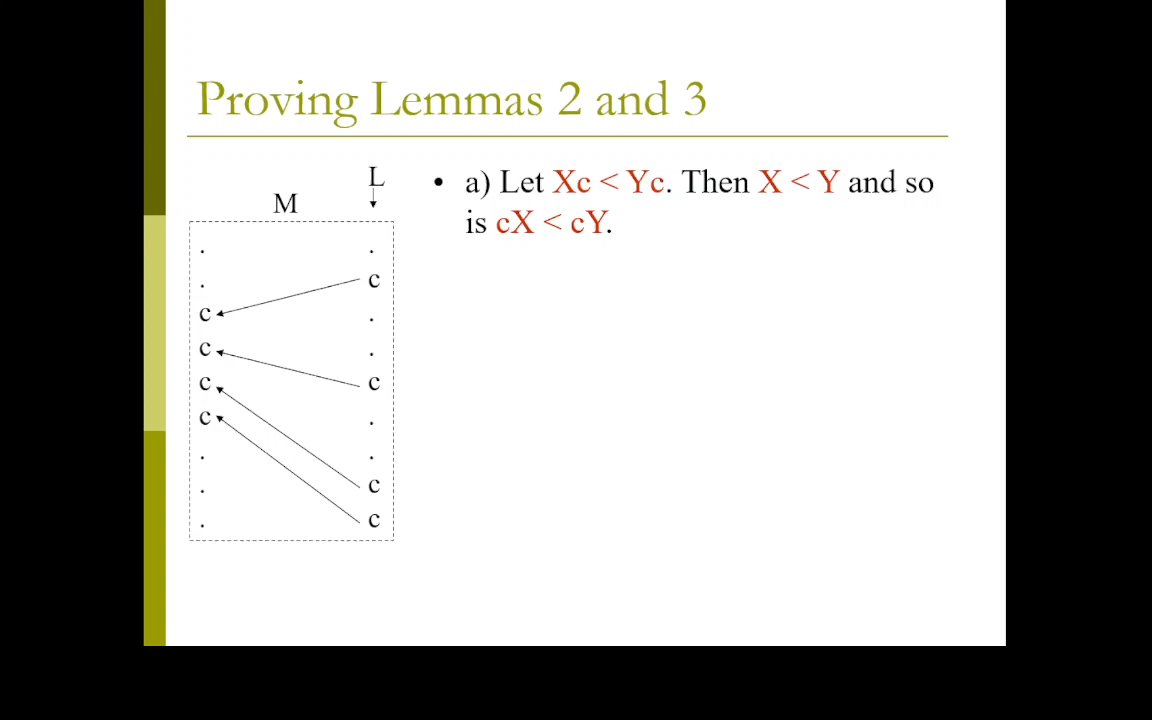 Proving Lemmas 2 and 3
L
M
• a) Let Xc < Yc. Then X < Y and so
is cX < cY.
. .
. c
c .
c .
c c
c .
. .
. c
. c